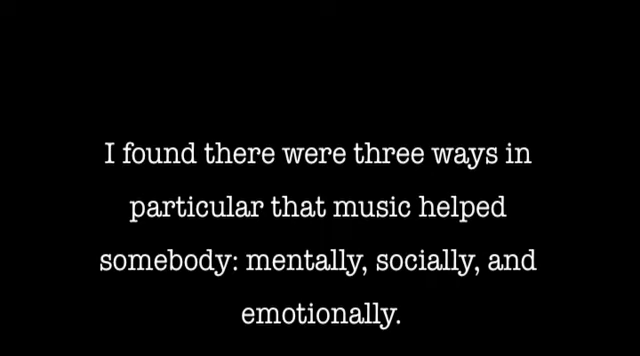 I found there were three ways in
particular that music helped
somebody: mentally, socially, and
emotionally.